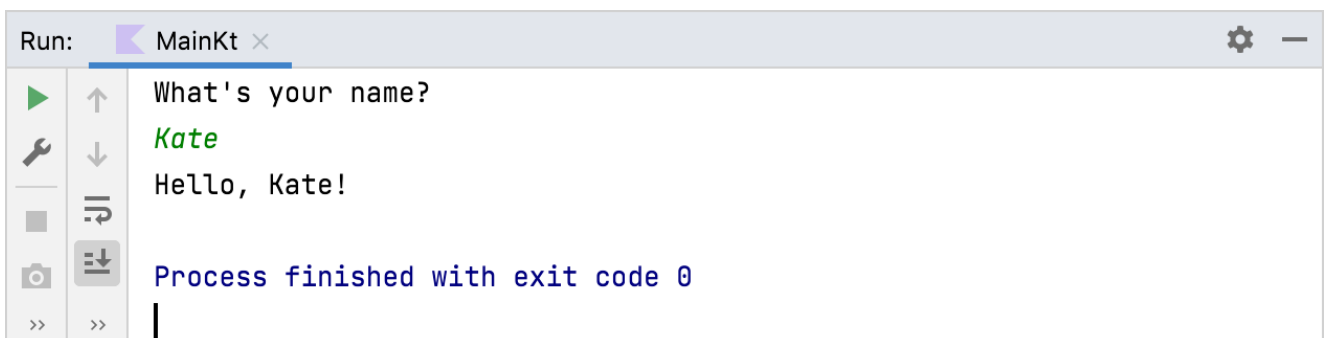 Run: MainKt
What's your name?
Kate
Hello, Kate!
Process finished with exit code 0